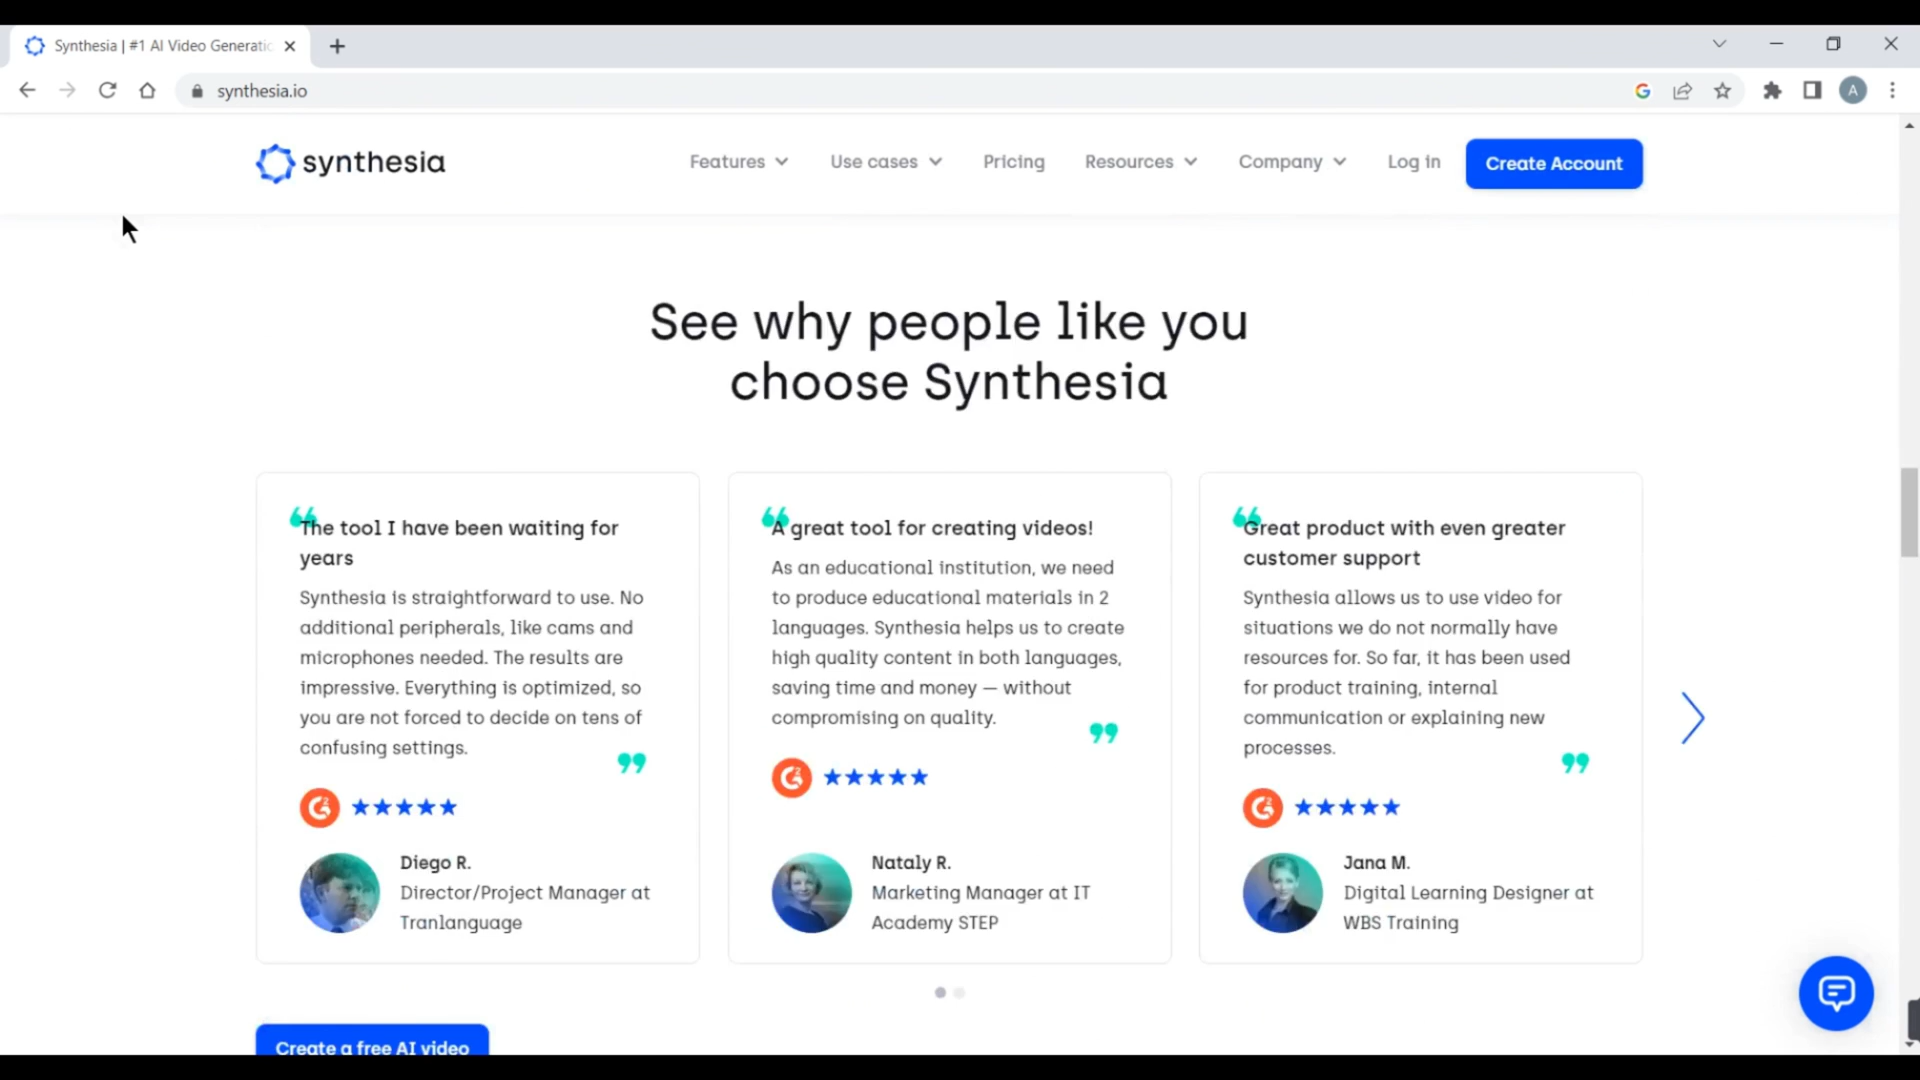 Synthesia | #1 AI Video Generatic
synthesia.io
A
synthesia
Features
Use cases
Pricing
Resources
Company
Log in
Create Account
See why people like you
choose Synthesia
The tool I have been waiting for
years
Synthesia is straightforward to use. No
additional peripherals, like cams and
microphones needed. The results are
impressive. Everything is optimized, so
you are not forced to decide on tens of
confusing settings.
Diego R.
Director/Project Manager at
Tranlanguage
A great tool for creating videos!
As an educational institution, we need
to produce educational materials in 2
languages. Synthesia helps us to create
high quality content in both languages,
saving time and money — without
compromising on quality.
Nataly R.
Marketing Manager at IT
Academy STEP
Great product with even greater
customer support
Synthesia allows us to use video for
situations we do not normally have
resources for. So far, it has been used
for product training, internal
communication or explaining new
processes.
Jana M.
Digital Learning Designer at
WBS Training
Create a free AI video